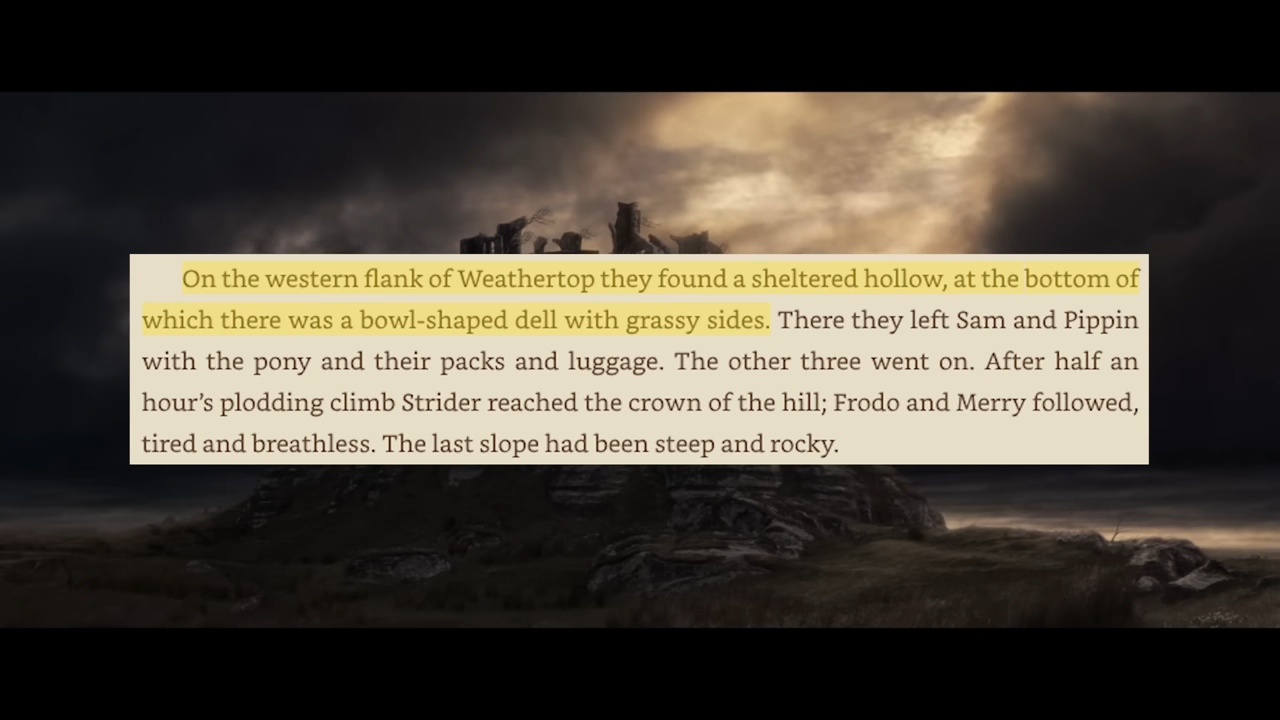 On the western flank of Weathertop they found a sheltered hollow, at the bottom of
which there was a bowl-shaped dell with grassy sides. There they left Sam and Pippin
with the pony and their packs and luggage. The other three went on. After half an
hour’s plodding climb Strider reached the crown of the hill; Frodo and Merry followed,
tired and breathless. The last slope had been steep and rocky.